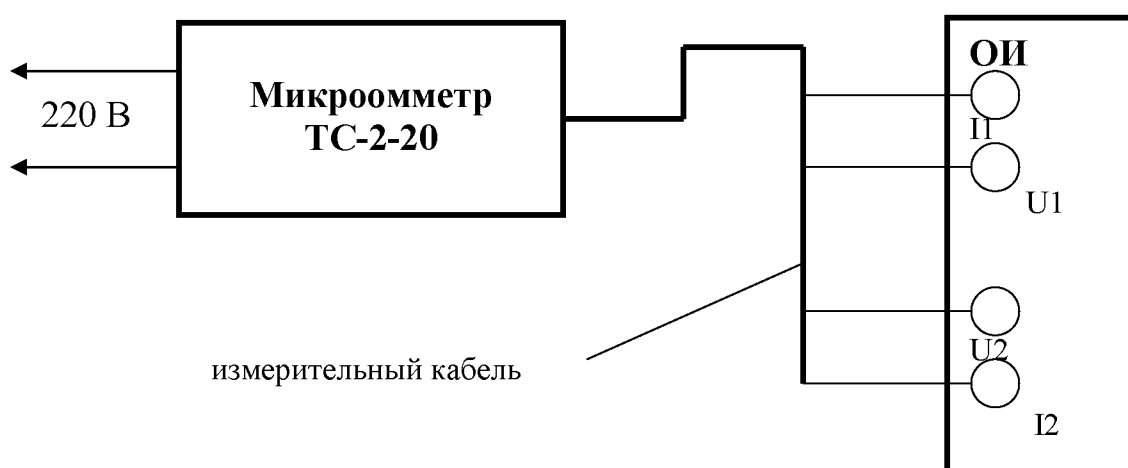 ОИ
Микроомметр
ТС-2-20
220 В
I1
U1
U2
измерительный кабель
I2